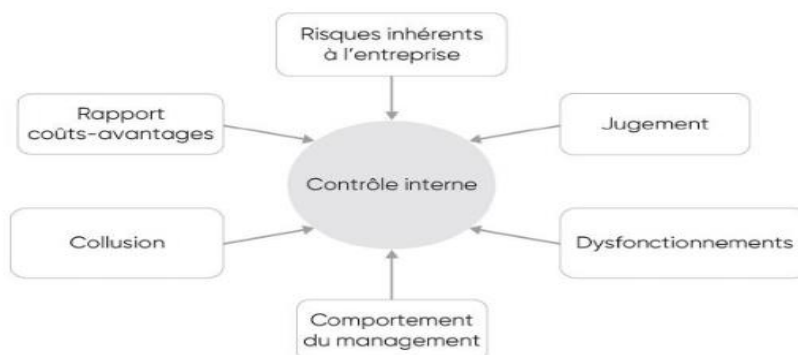 Risques inhérents
à l'entreprise
Rapport
coûts-avantages
Jugement
Contrôle interne
Collusion
Dysfonctionnements
Comportement
du management